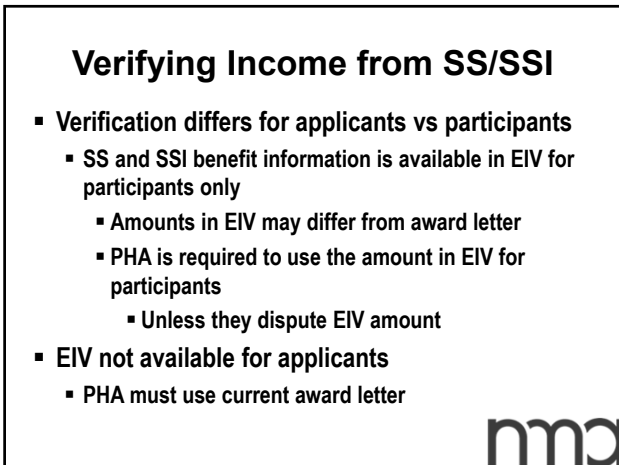 Verifying Income from SS/SSI
▪ Verification differs for applicants vs participants
▪ SS and SSI benefit information is available in EIV for
participants only
▪ Amounts in EIV may differ from award letter
▪ PHA is required to use the amount in EIV for
participants
▪ Unless they dispute EIV amount
▪ EIV not available for applicants
▪ PHA must use current award letter
nma